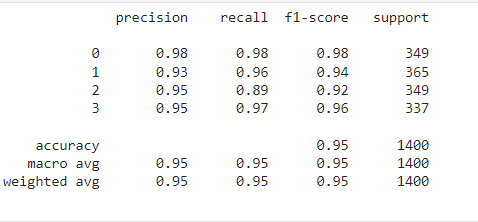 precision recall f1-score support
0 0.98 0.98 0.98 349
1 0.93 0.96 0.94 365
2 0.95 0.89 0.92 349
3 0.95 0.97 0.96 337
accuracy 0.95 1400
macro avg 0.95 0.95 0.95 1400
weighted avg 0.95 0.95 0.95 1400